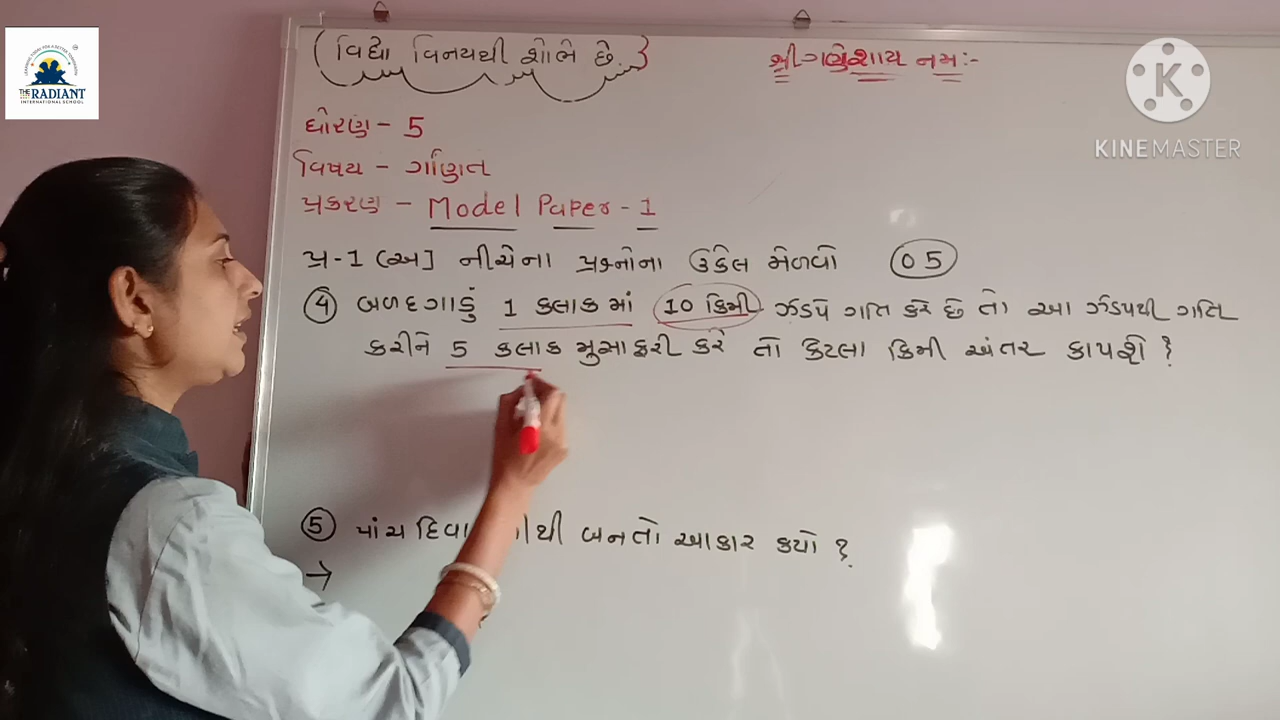 THE RADIANT
INTERNATIONAL SCHOOL
વિદ્યા વિનયથી શોભે છે.
શ્રી ગણેશાય નમઃ-
KINEMASTER
ધોરણ - 5
વિષય - ગણિત
પ્રકરણ - Model Paper - 1
પ્ર-1 (અ] નીચેના પ્રશ્નોના ઉકેલ મેળવો 05
④ બળદગાડું 1 કલાક માં 10 કિમી ઝડપે ગતિ કરે છે તો આ ઝડપથી ગતિ
કરીને 5 કલાક મુસાફરી કરે તો કેટલા કિમી અંતર કાપશે ?
⑤ પાંચ દિવા થી બનતો આકાર કયો ?
→